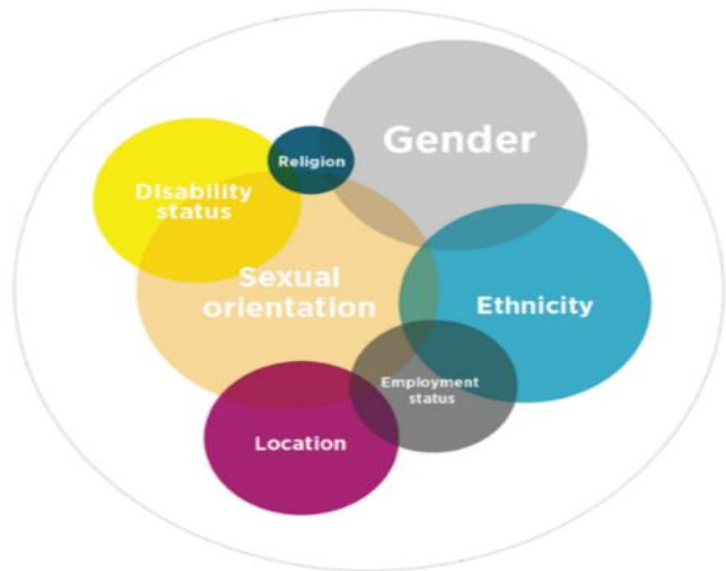 Gender
Religion
Disability
status
Sexual
orientation
Ethnicity
Employment
status
Location